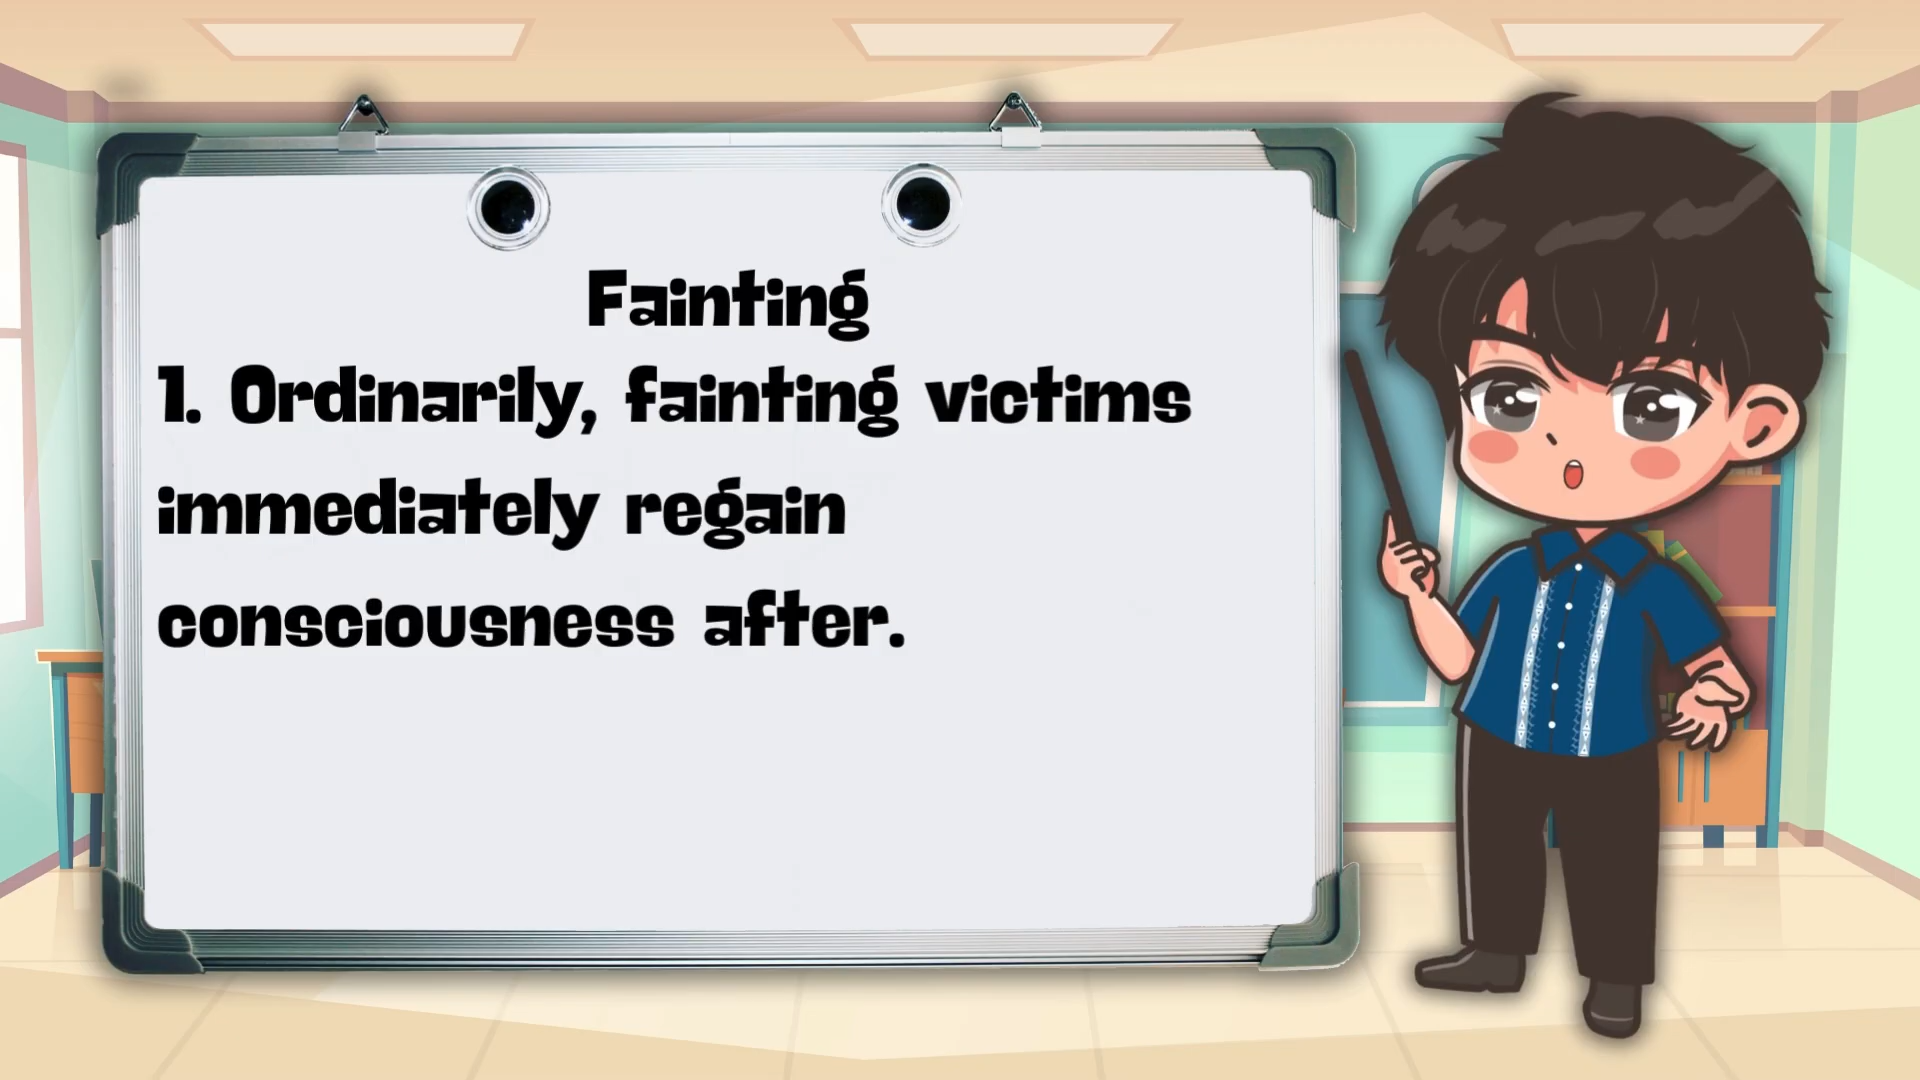 Fainting
1. Ordinarily, fainting victims
immediately regain
consciousness after.